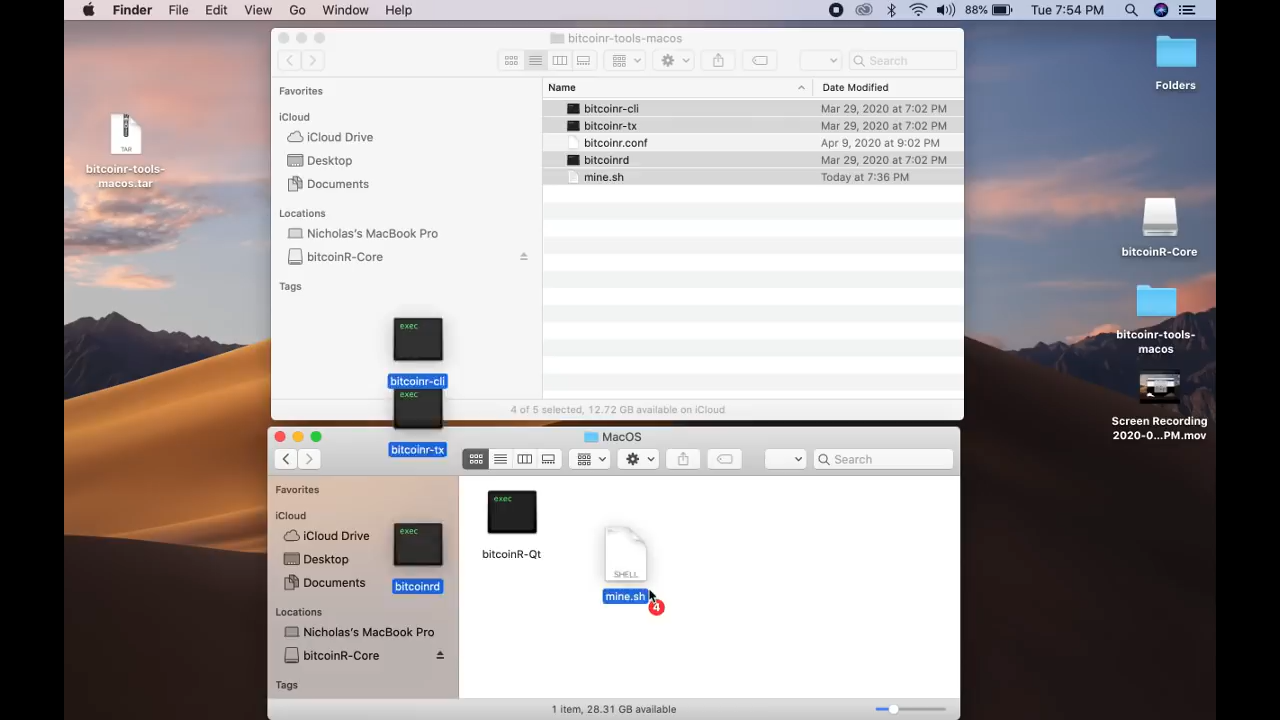 Finder File Edit View Go Window Help 88% Tue 7:54 PM
bitcoinr-tools-macos
Search
Favorites
iCloud
iCloud Drive
Desktop
Documents
Locations
Nicholas's MacBook Pro
bitcoinR-Core
Tags
Name Date Modified
bitcoinr-cli Mar 29, 2020 at 7:02 PM
bitcoinr-tx Mar 29, 2020 at 7:02 PM
bitcoinr.conf Apr 9, 2020 at 9:02 PM
bitcoinrd Mar 29, 2020 at 7:02 PM
mine.sh Today at 7:36 PM
4 of 5 selected, 12.72 GB available on iCloud
TAR
bitcoinr-tools-
macos.tar
Folders
bitcoinR-Core
bitcoinr-tools-
macos
Screen Recording
2020-0...PM.mov
exec
bitcoinr-cli
exec
bitcoinr-tx
MacOS
Search
Favorites
iCloud
iCloud Drive
Desktop
Documents
Locations
Nicholas's MacBook Pro
bitcoinR-Core
Tags
exec
bitcoinrd
exec
bitcoinR-Qt
SHELL
mine.sh
4
1 item, 28.31 GB available